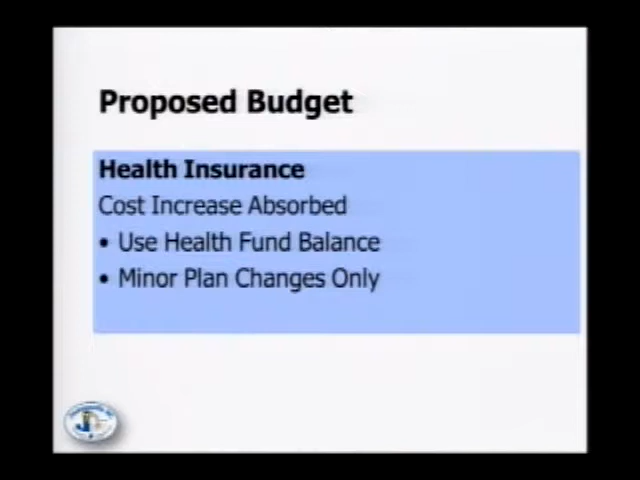 Proposed Budget
Health Insurance
Cost Increase Absorbed
• Use Health Fund Balance
• Minor Plan Changes Only